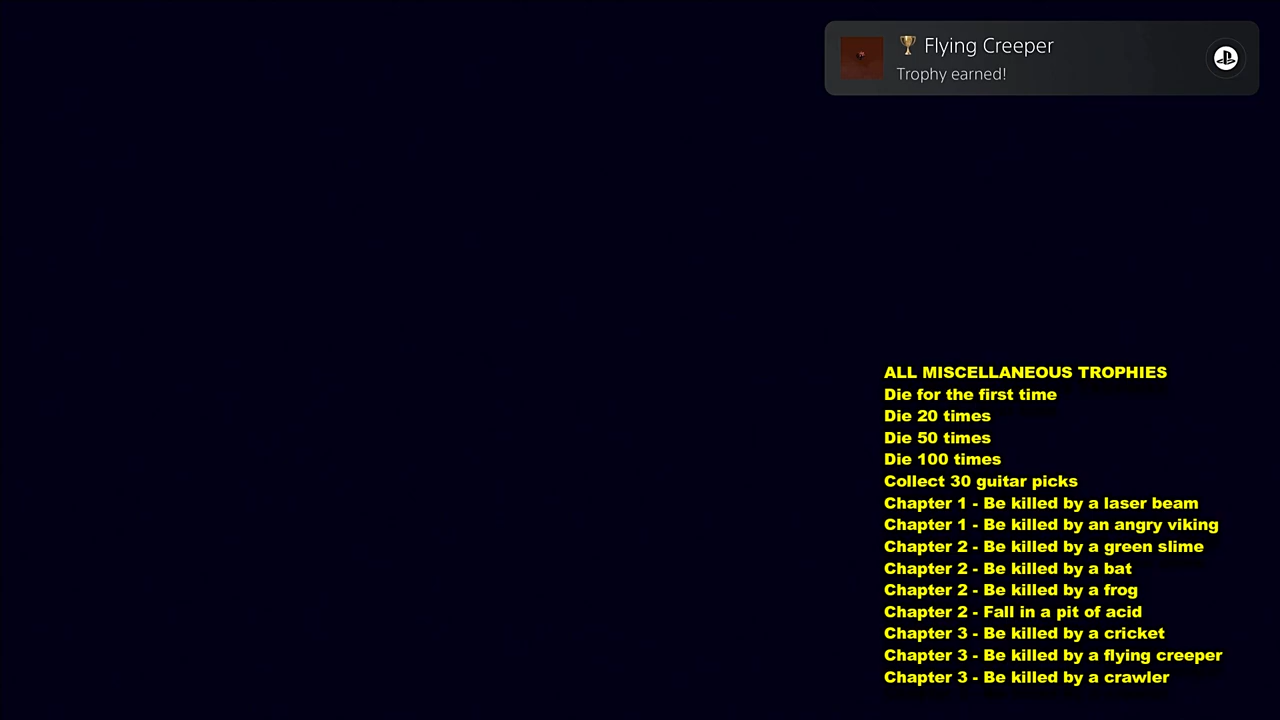 Flying Creeper
Trophy earned!
ALL MISCELLANEOUS TROPHIES
Die for the first time
Die 20 times
Die 50 times
Die 100 times
Collect 30 guitar picks
Chapter 1 - Be killed by a laser beam
Chapter 1 - Be killed by an angry viking
Chapter 2 - Be killed by a green slime
Chapter 2 - Be killed by a bat
Chapter 2 - Be killed by a frog
Chapter 2 - Fall in a pit of acid
Chapter 3 - Be killed by a cricket
Chapter 3 - Be killed by a flying creeper
Chapter 3 - Be killed by a crawler